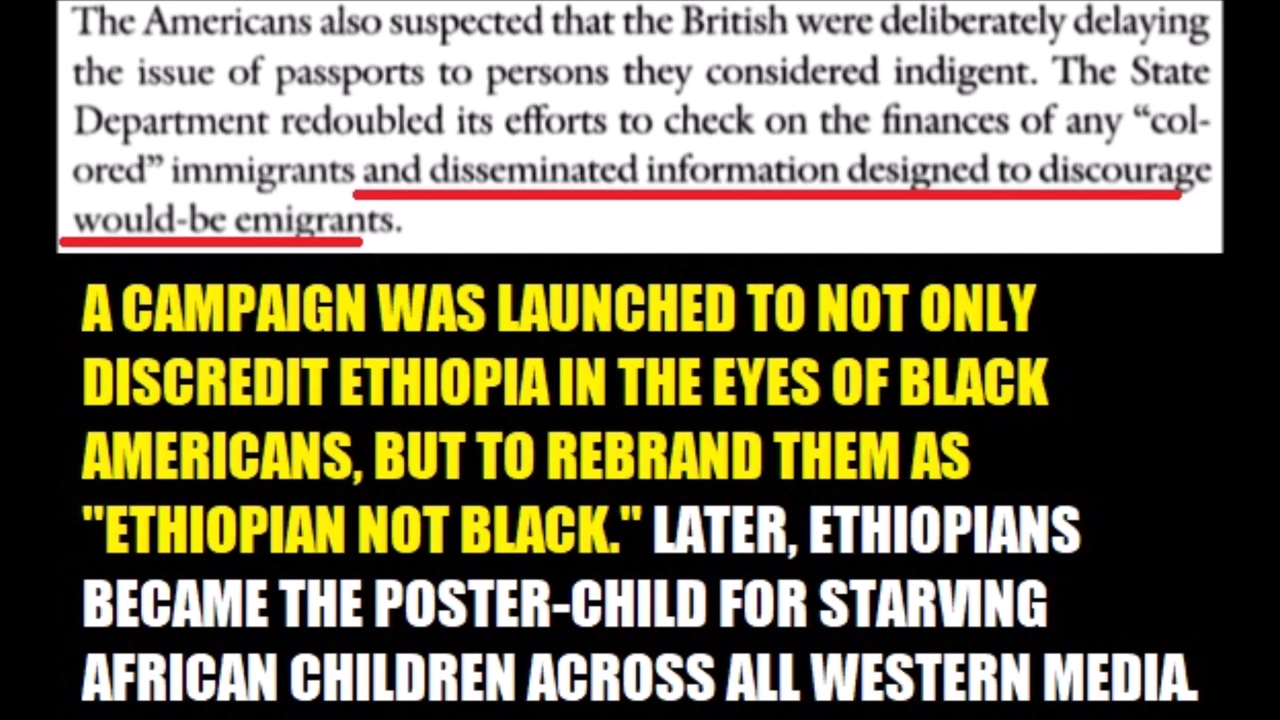 The Americans also suspected that the British were deliberately delaying
the issue of passports to persons they considered indigent. The State
Department redoubled its efforts to check on the finances of any “col-
ored” immigrants and disseminated information designed to discourage
would-be emigrants.
A CAMPAIGN WAS LAUNCHED TO NOT ONLY
DISCREDIT ETHIOPIA IN THE EYES OF BLACK
AMERICANS, BUT TO REBRAND THEM AS
"ETHIOPIAN NOT BLACK." LATER, ETHIOPIANS
BECAME THE POSTER-CHILD FOR STARVING
AFRICAN CHILDREN ACROSS ALL WESTERN MEDIA.